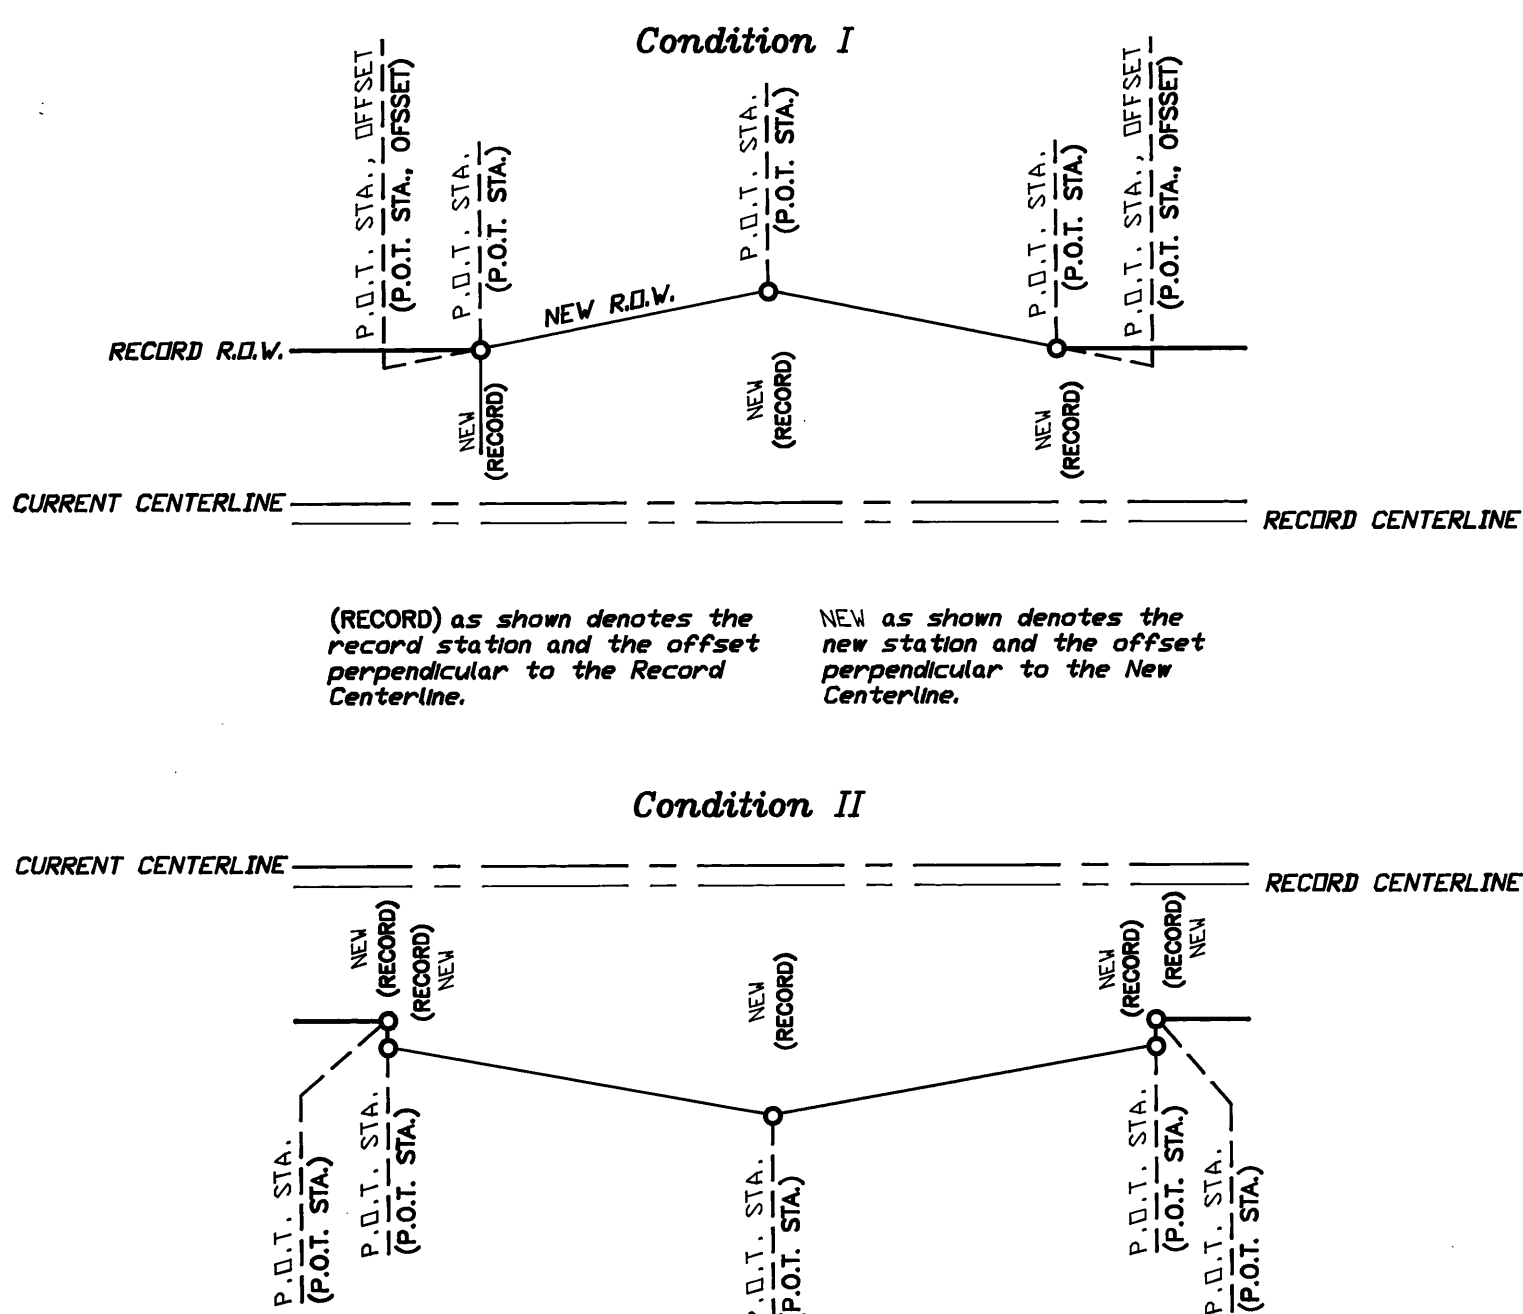 Condition I
P.O.T. STA., OFFSET
(P.O.T. STA., OFSSET)
P.O.T. STA.
(P.O.T. STA.)
P.O.T. STA.
(P.O.T. STA.)
P.O.T. STA.
(P.O.T. STA.)
P.O.T. STA., OFFSET
(P.O.T. STA., OFSSET)
NEW R.O.W.
RECORD R.O.W.
NEW
(RECORD)
NEW
(RECORD)
NEW
(RECORD)
CURRENT CENTERLINE
RECORD CENTERLINE
(RECORD) as shown denotes the
record station and the offset
perpendicular to the Record
Centerline.
NEW as shown denotes the
new station and the offset
perpendicular to the New
Centerline.
Condition II
CURRENT CENTERLINE
RECORD CENTERLINE
NEW
(RECORD)
(RECORD)
NEW
NEW
(RECORD)
NEW
(RECORD)
(RECORD)
NEW
P.O.T. STA.
(P.O.T. STA.)
P.O.T. STA.
(P.O.T. STA.)
P.O.T. STA.
(P.O.T. STA.)
P.O.T. STA.
(P.O.T. STA.)
P.O.T. STA.
(P.O.T. STA.)